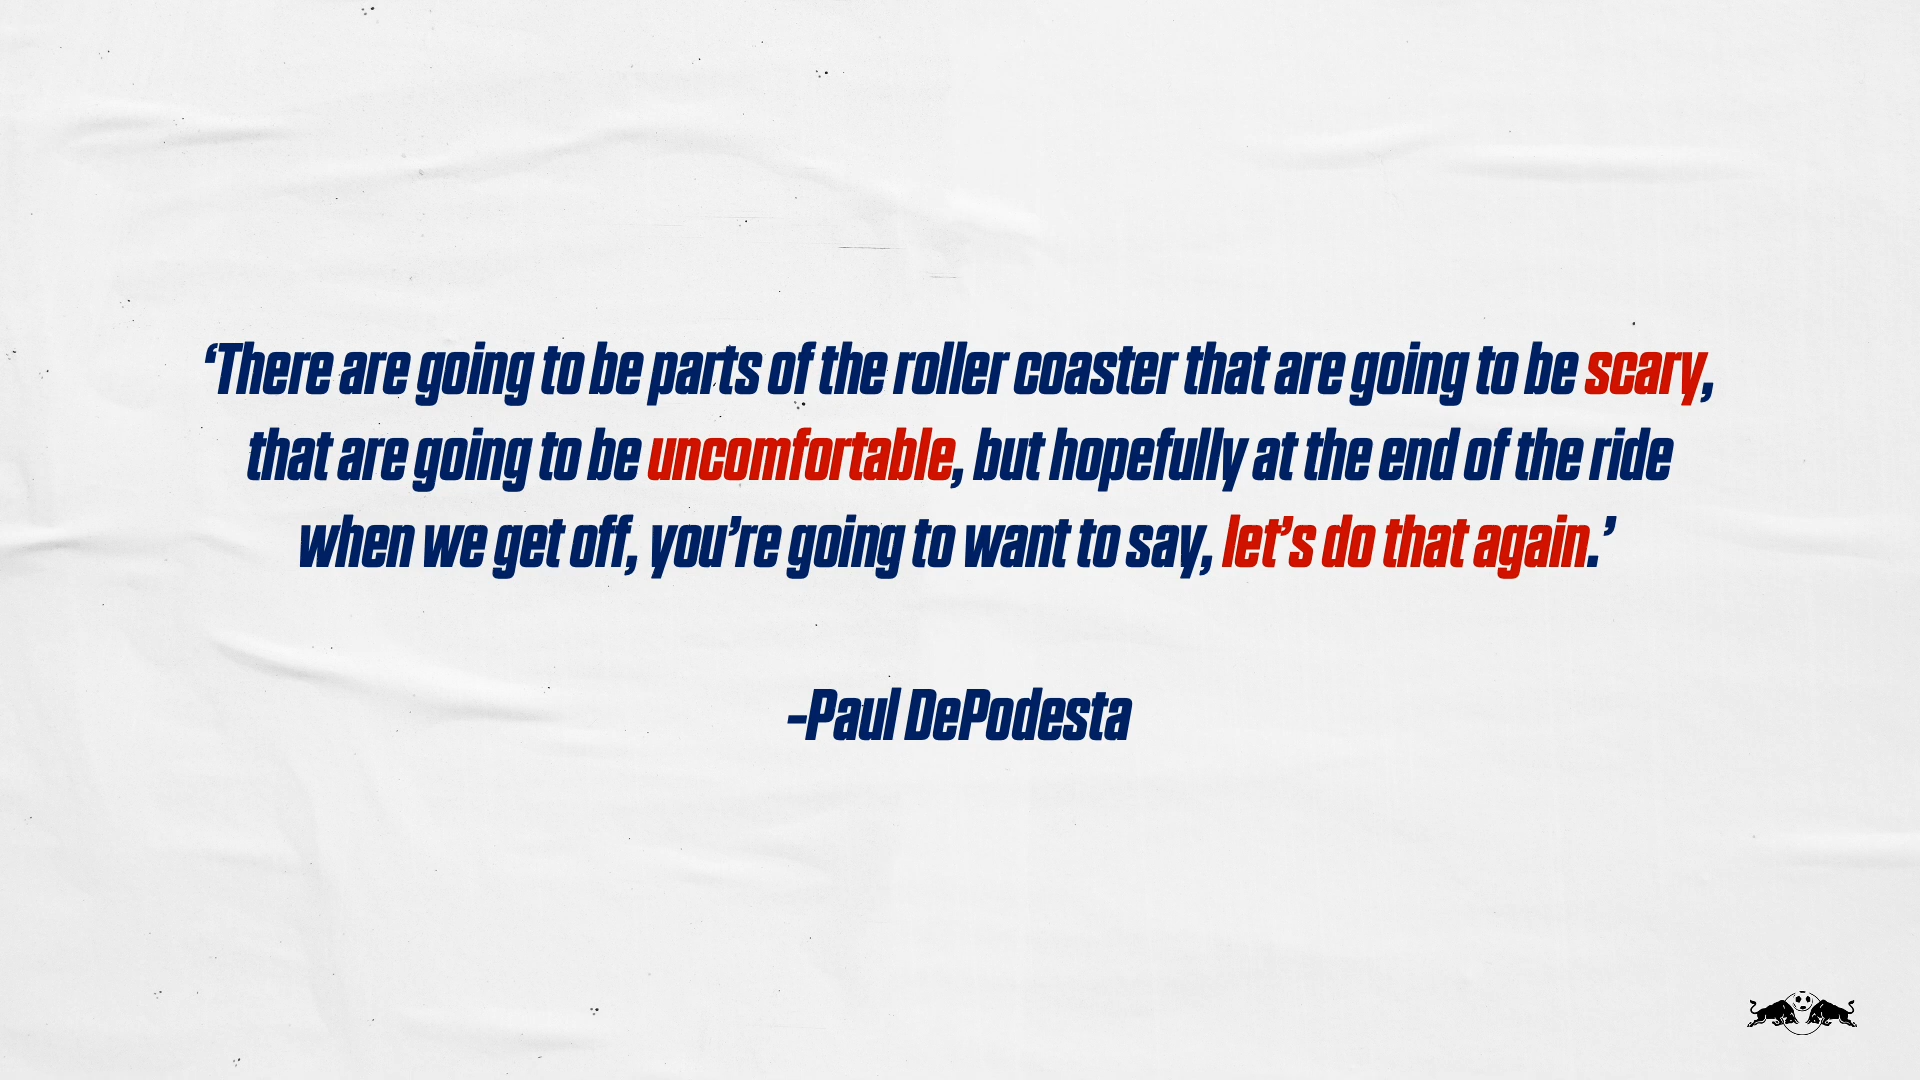 ‘There are going to be parts of the roller coaster that are going to be scary,
that are going to be uncomfortable, but hopefully at the end of the ride
when we get off, you’re going to want to say, let’s do that again.’
-Paul DePodesta